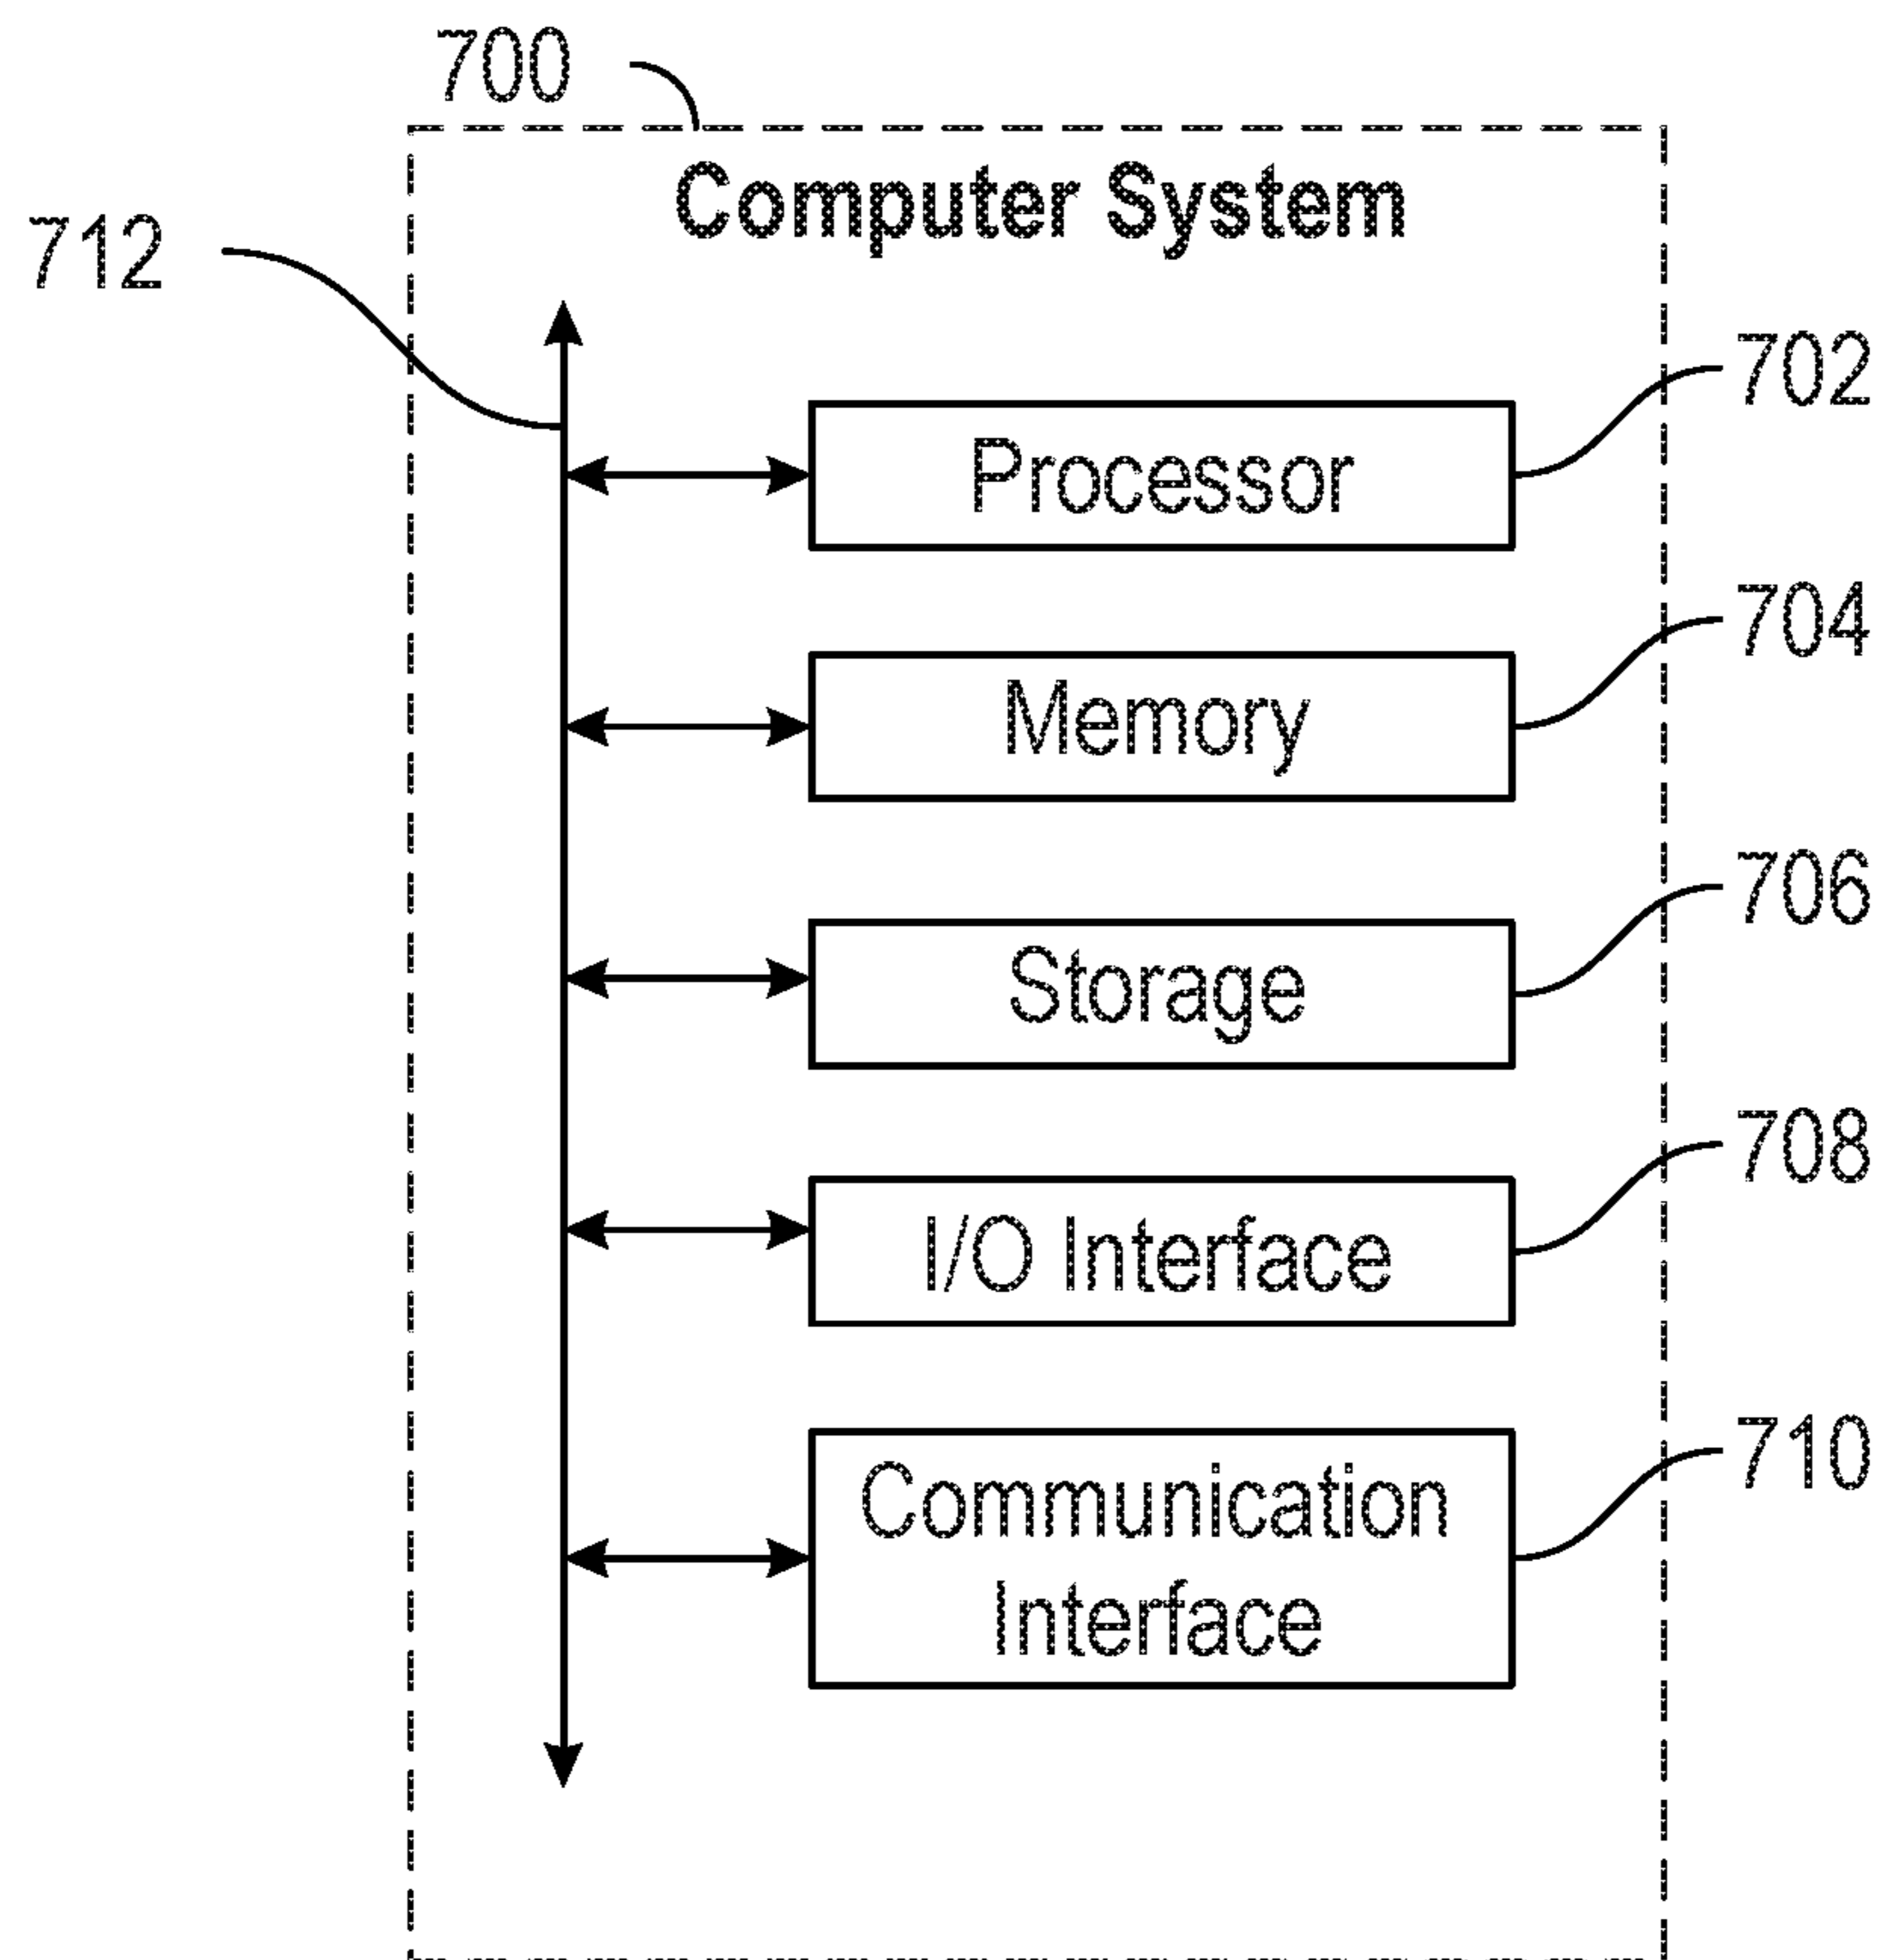 700
Computer System
712
702
Processor
704
Memory
706
Storage
708
I/O Interface
710
Communication
Interface